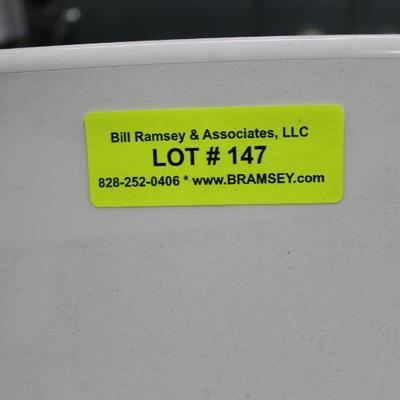 Bill Ramsey & Associates, LLC
LOT # 147
828-252-0406 * www.BRAMSEY.com